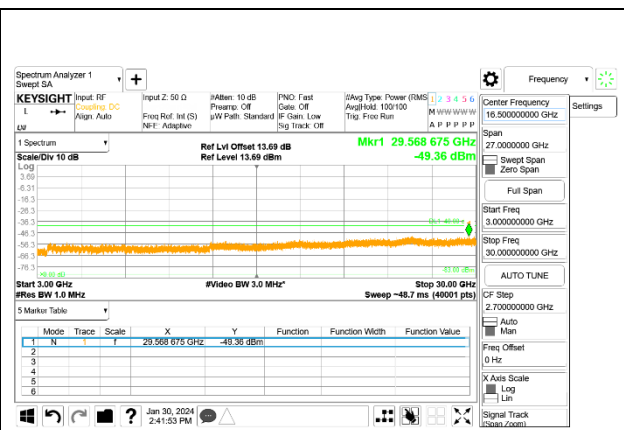 Spectrum Analyzer 1
Swept SA
Frequency
KEYSIGHT
L
Input: RF
Coupling: DC
Align: Auto
Input Z: 50 Ω
Freq Ref: Int (S)
NFE: Adaptive
#Atten: 10 dB
Preamp: Off
µW Path: Standard
PNO: Fast
Gate: Off
IF Gain: Low
Sig Track: Off
#Avg Type: Power (RMS
Avg|Hold: 100/100
Trig: Free Run
1 2 3 4 5 6
M W W W W W
A P P P P P
Settings
Center Frequency
16.500000000 GHz
Span
27.0000000 GHz
Swept Span
Zero Span
Full Span
Start Freq
3.000000000 GHz
Stop Freq
30.000000000 GHz
AUTO TUNE
CF Step
2.700000000 GHz
Auto
Man
Freq Offset
0 Hz
X Axis Scale
Log
Lin
Signal Track
(Span Zoom)
1 Spectrum
Scale/Div 10 dB
Log
Ref Lvl Offset 13.69 dB
Ref Level 13.69 dBm
Mkr1 29.568 675 GHz
-49.36 dBm
3.69
-6.31
-16.3
-26.3
-36.3
-46.3
-56.3
-66.3
-76.3
Start 3.00 GHz
#Res BW 1.0 MHz
#Video BW 3.0 MHz*
Stop 30.00 GHz
Sweep ~48.7 ms (40001 pts)
5 Marker Table
Mode Trace Scale X Y Function Function Width Function Value
1 N 1 f 29.568 675 GHz -49.36 dBm
2
3
4
5
6
?
Jan 30, 2024
2:41:53 PM